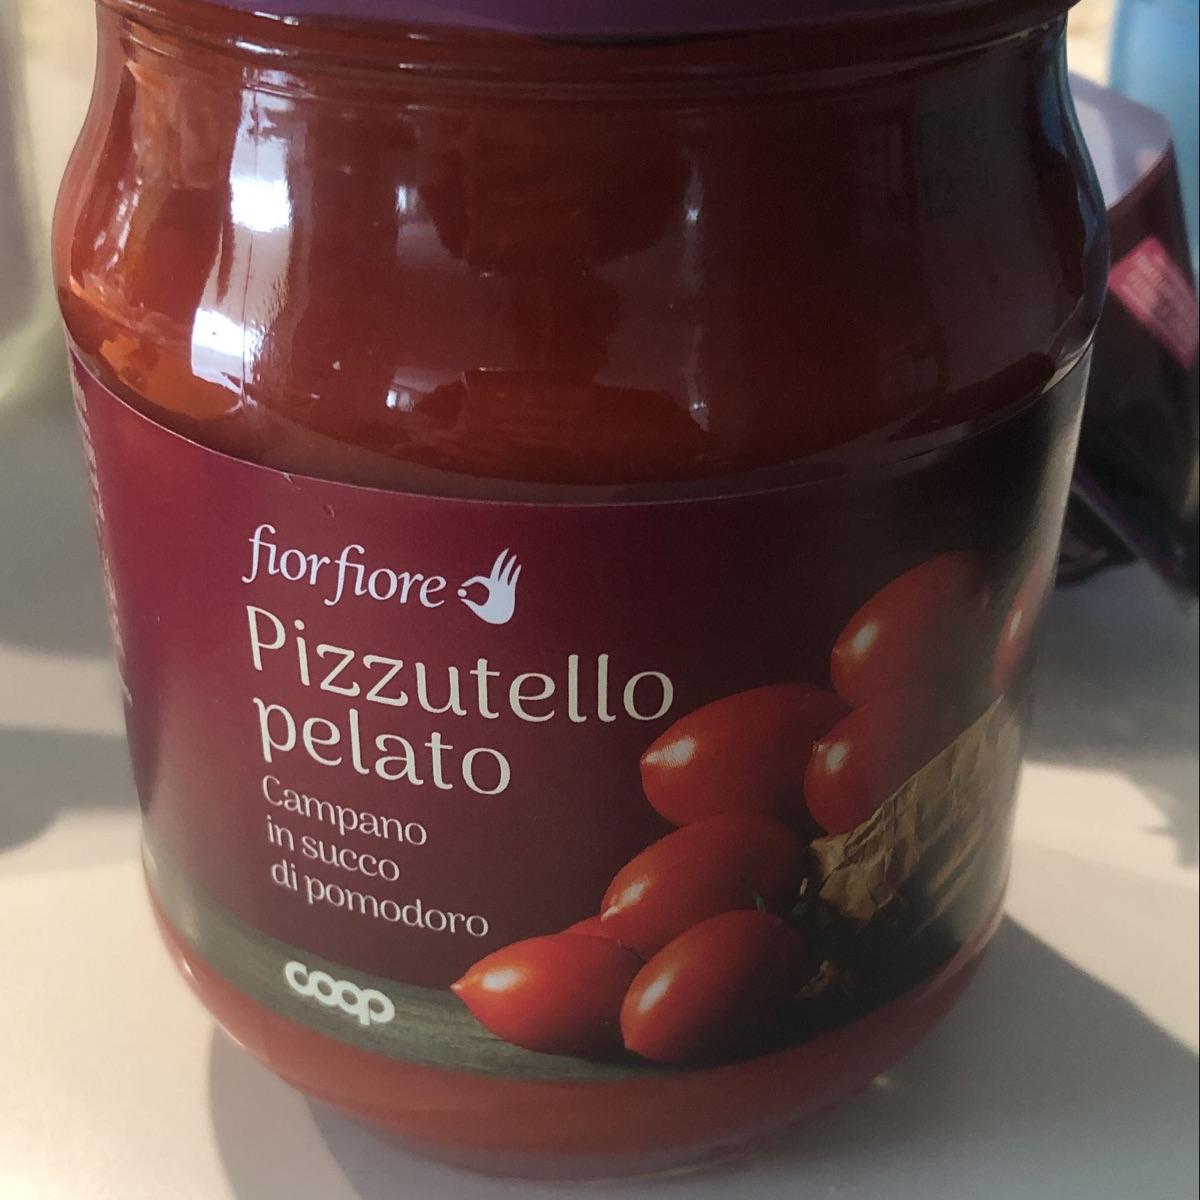 fiorfiore
Pizzutello
pelato
Campano
in succo
di pomodoro
coop